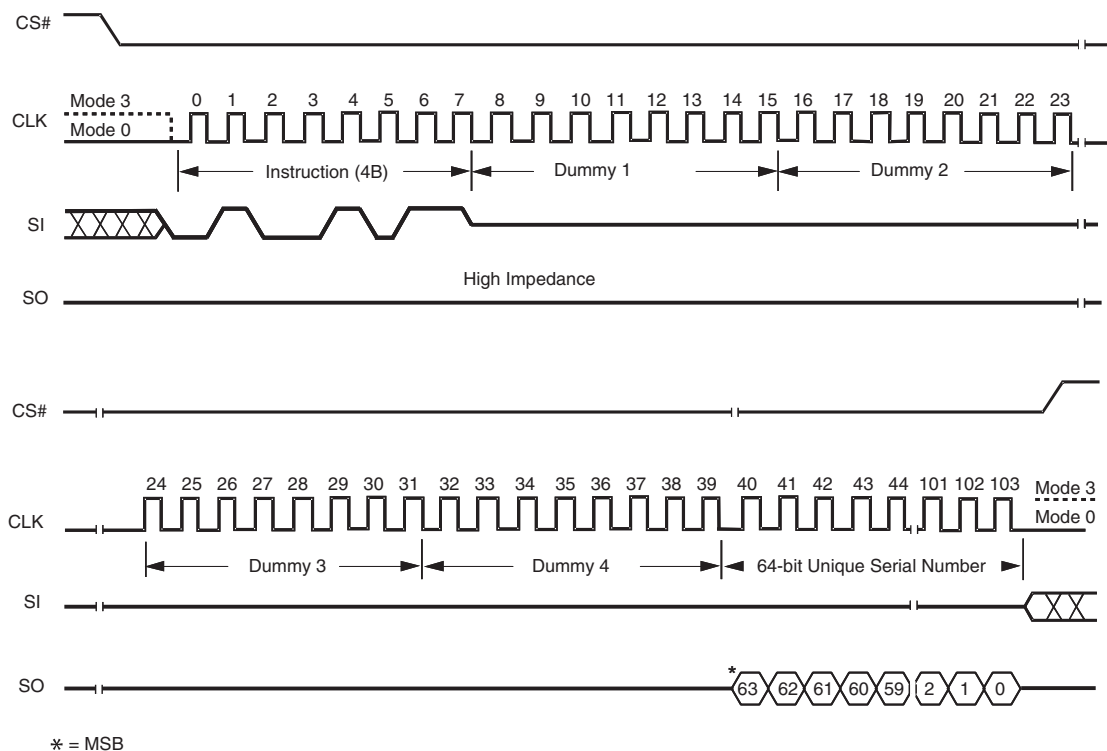 CS#
Mode 3
Mode 0
CLK
0 1 2 3 4 5 6 7 8 9 10 11 12 13 14 15 16 17 18 19 20 21 22 23
Instruction (4B)
Dummy 1
Dummy 2
SI
High Impedance
SO
CS#
24 25 26 27 28 29 30 31 32 33 34 35 36 37 38 39 40 41 42 43 44 101 102 103
Mode 3
Mode 0
CLK
Dummy 3
Dummy 4
64-bit Unique Serial Number
SI
SO
* 63 62 61 60 59 2 1 0
* = MSB